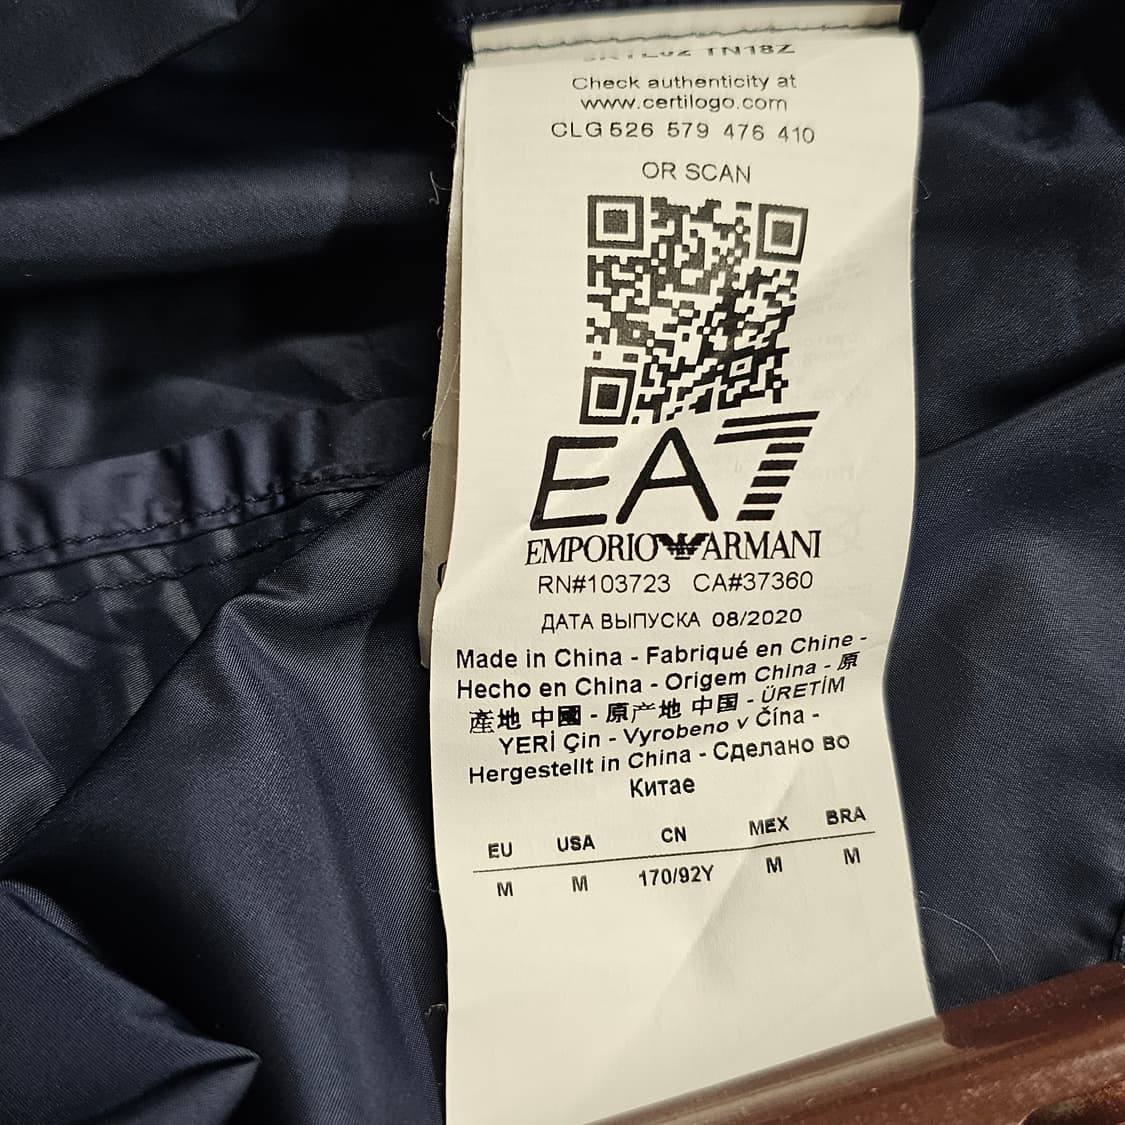 TN18Z
Check authenticity at
www.certilogo.com
CLG 526 579 476 410
OR SCAN
EA7
EMPORIO ARMANI
RN#103723 CA#37360
ДАТА ВЫПУСКА 08/2020
Made in China - Fabriqué en Chine -
Hecho en China - Origem China - 原
產地 中國 - 原产地 中国 - ÜRETİM
YERİ Çin - Vyrobeno v Čína -
Hergestellt in China - Сделано во
Китае
EU USA CN MEX BRA
M M 170/92Y M M